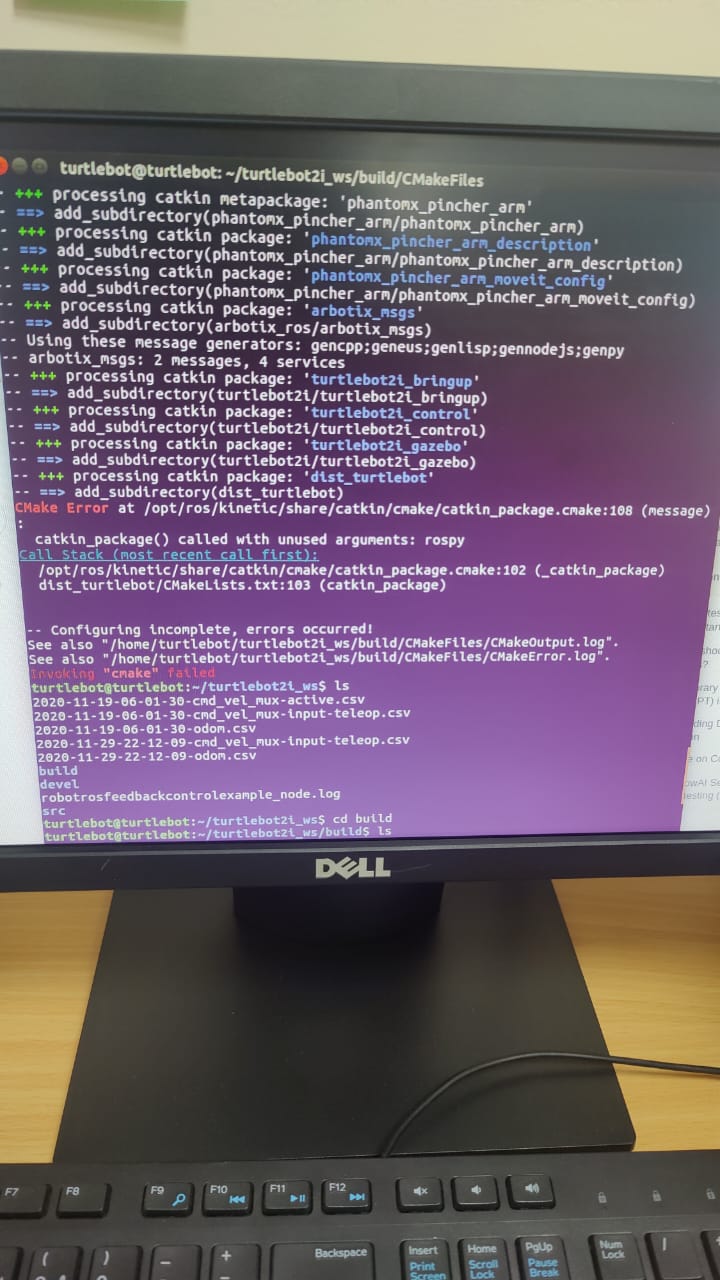 turtlebot@turtlebot: ~/turtlebot2i_ws/build/CMakeFiles
- +++ processing catkin metapackage: 'phantomx_pincher_arm'
- ==> add_subdirectory(phantomx_pincher_arm/phantomx_pincher_arm)
- +++ processing catkin package: 'phantomx_pincher_arm_description'
- ==> add_subdirectory(phantomx_pincher_arm/phantomx_pincher_arm_description)
- +++ processing catkin package: 'phantomx_pincher_arm_moveit_config'
-- ==> add_subdirectory(phantomx_pincher_arm/phantomx_pincher_arm_moveit_config)
-- +++ processing catkin package: 'arbotix_msgs'
-- ==> add_subdirectory(arbotix_ros/arbotix_msgs)
-- Using these message generators: gencpp;geneus;genlisp;gennodejs;genpy
-- arbotix_msgs: 2 messages, 4 services
-- +++ processing catkin package: 'turtlebot2i_bringup'
-- ==> add_subdirectory(turtlebot2i/turtlebot2i_bringup)
-- +++ processing catkin package: 'turtlebot2i_control'
-- ==> add_subdirectory(turtlebot2i/turtlebot2i_control)
-- +++ processing catkin package: 'turtlebot2i_gazebo'
-- ==> add_subdirectory(turtlebot2i/turtlebot2i_gazebo)
-- +++ processing catkin package: 'dist_turtlebot'
-- ==> add_subdirectory(dist_turtlebot)
CMake Error at /opt/ros/kinetic/share/catkin/cmake/catkin_package.cmake:108 (message)
:
catkin_package() called with unused arguments: rospy
Call Stack (most recent call first):
/opt/ros/kinetic/share/catkin/cmake/catkin_package.cmake:102 (_catkin_package)
dist_turtlebot/CMakeLists.txt:103 (catkin_package)
-- Configuring incomplete, errors occurred!
See also "/home/turtlebot/turtlebot2i_ws/build/CMakeFiles/CMakeOutput.log".
See also "/home/turtlebot/turtlebot2i_ws/build/CMakeFiles/CMakeError.log".
Invoking "cmake" failed
turtlebot@turtlebot:~/turtlebot2i_ws$ ls
2020-11-19-06-01-30-cmd_vel_mux-active.csv
2020-11-19-06-01-30-cmd_vel_mux-input-teleop.csv
2020-11-19-06-01-30-odom.csv
2020-11-29-22-12-09-cmd_vel_mux-input-teleop.csv
2020-11-29-22-12-09-odom.csv
build
devel
robotrosfeedbackcontrolexample_node.log
src
turtlebot@turtlebot:~/turtlebot2i_ws$ cd build
turtlebot@turtlebot:~/turtlebot2i_ws/build$ ls
DELL
F7 F8 F9 F10 F11 F12
( ) - + Backspace Insert Home PgUp Num Lock /
Print Screen Scroll Lock Pause Break